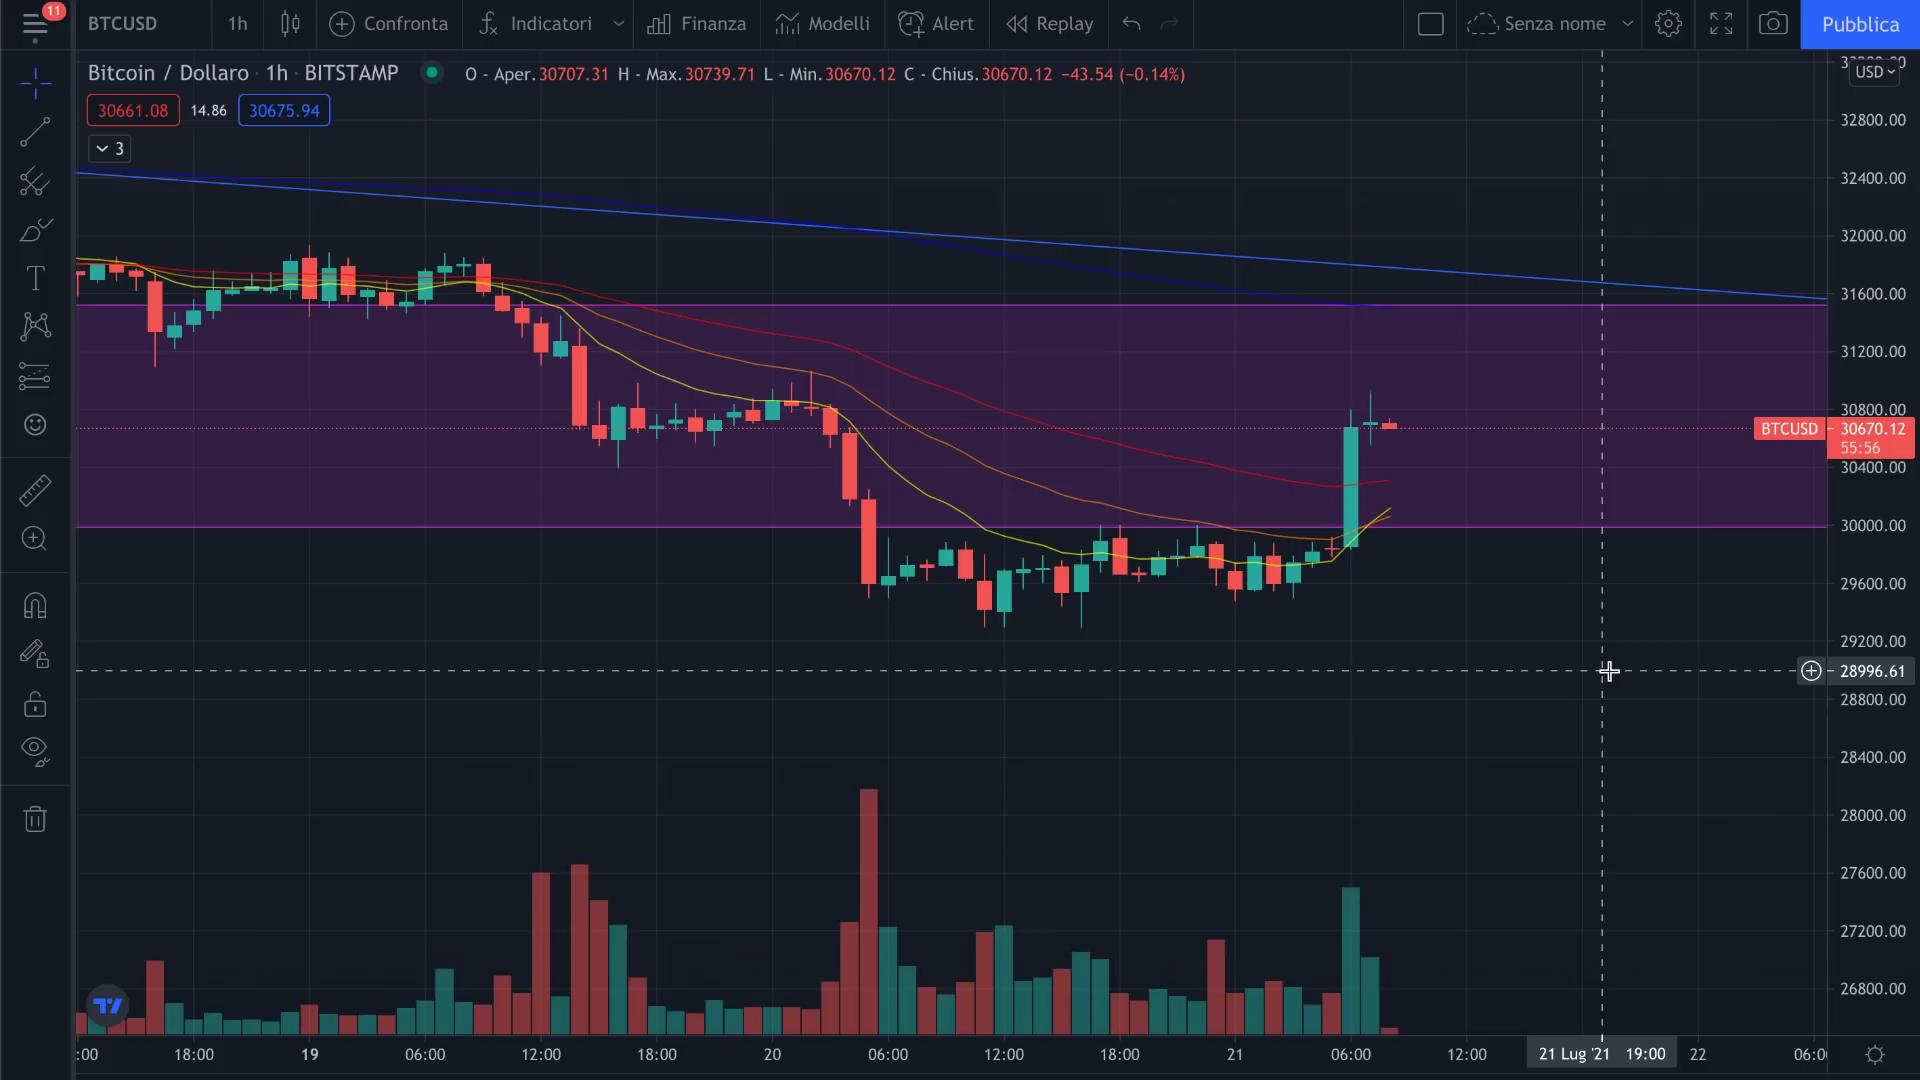 11
BTCUSD
1h
Confronta
Indicatori
Finanza
Modelli
Alert
Replay
Senza nome
Pubblica
Bitcoin / Dollaro · 1h · BITSTAMP
O - Aper.30707.31 H - Max.30739.71 L - Min.30670.12 C - Chius.30670.12 −43.54 (−0.14%)
USD
30661.08
14.86
30675.94
3
32800.00
32400.00
32000.00
31600.00
31200.00
30800.00
BTCUSD
30670.12
55:56
30400.00
30000.00
29600.00
29200.00
28996.61
28800.00
28400.00
28000.00
27600.00
27200.00
26800.00
:00
18:00
19
06:00
12:00
18:00
20
06:00
12:00
18:00
21
06:00
12:00
21 Lug '21 19:00
22
06:0